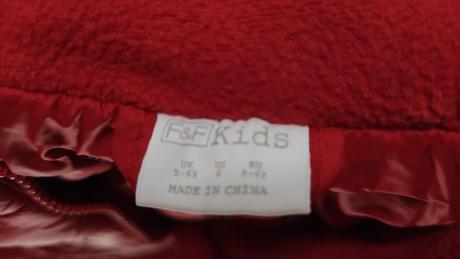 F&F Kids
UK US EU
5-6Y 6 5-6Y
MADE IN CHINA